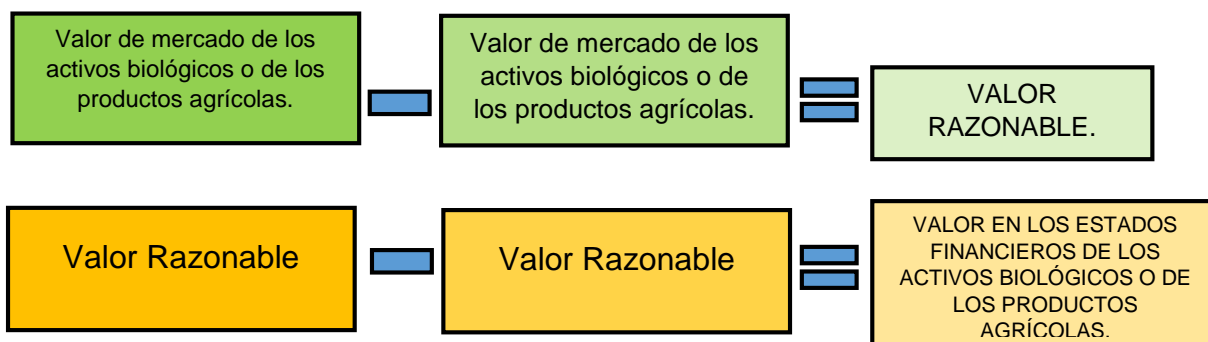 Valor de mercado de los
activos biológicos o de los
productos agrícolas.
Valor de mercado de los
activos biológicos o de
los productos agrícolas.
VALOR
RAZONABLE.
Valor Razonable
Valor Razonable
VALOR EN LOS ESTADOS
FINANCIEROS DE LOS
ACTIVOS BIOLÓGICOS O DE
LOS PRODUCTOS
AGRÍCOLAS.